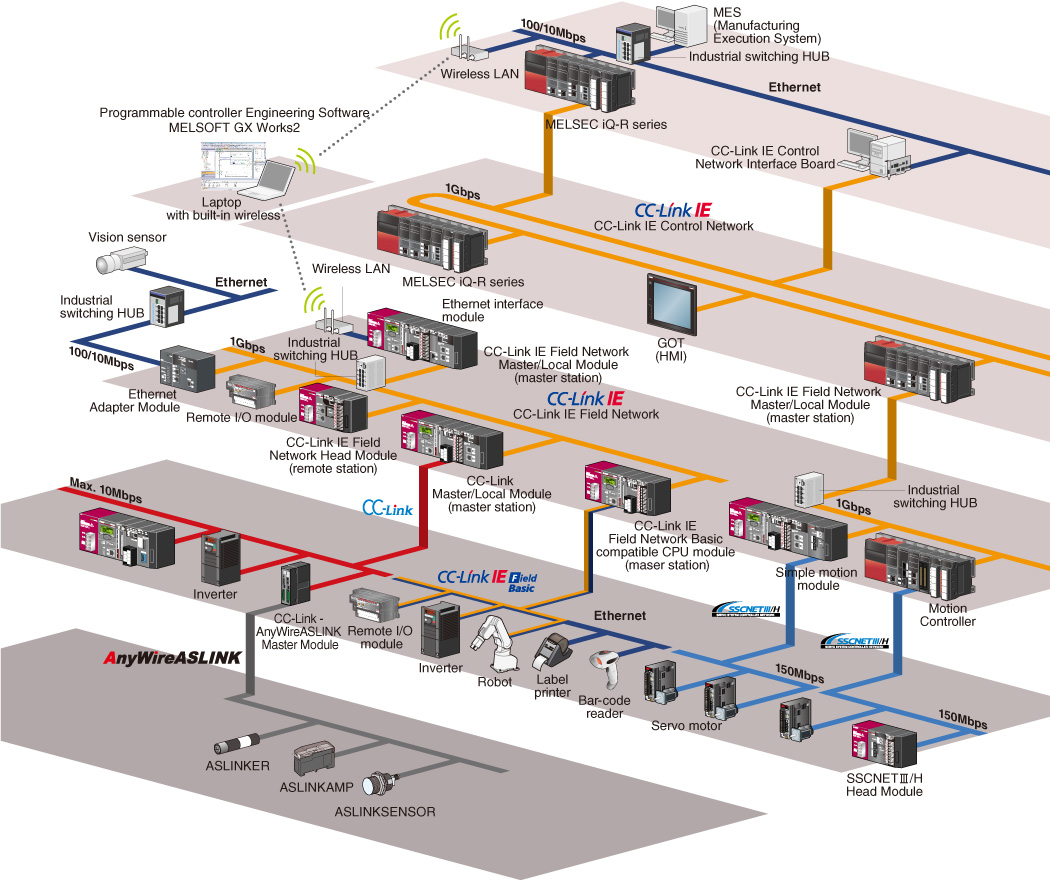 MES
(Manufacturing
Execution System)
100/10Mbps
Industrial switching HUB
Wireless LAN
Ethernet
Programmable controller Engineering Software
MELSOFT GX Works2
MELSEC iQ-R series
CC-Link IE Control
Network Interface Board
Laptop
with built-in wireless
1Gbps
CC-Link IE
CC-Link IE Control Network
Vision sensor
Wireless LAN
MELSEC iQ-R series
Ethernet
Industrial
switching HUB
Ethernet interface
module
GOT
(HMI)
100/10Mbps
1Gbps
Industrial
switching HUB
CC-Link IE Field Network
Master/Local Module
(master station)
Ethernet
Adapter Module
Remote I/O module
CC-Link IE
CC-Link IE Field Network
CC-Link IE Field Network
Master/Local Module
(master station)
CC-Link IE Field
Network Head Module
(remote station)
CC-Link
Master/Local Module
(master station)
Max. 10Mbps
CC-Link
Industrial
switching HUB
1Gbps
CC-Link IE
Field Network Basic
compatible CPU module
(maser station)
CC-Link IE Field
Basic
Simple motion
module
Inverter
CC-Link -
AnyWireASLINK
Master Module
Remote I/O
module
Ethernet
SSCNETIII/H
Motion
Controller
SSCNETIII/H
AnyWireASLINK
Inverter
Robot
Label
printer
Bar-code
reader
Servo motor
150Mbps
150Mbps
ASLINKER
ASLINKAMP
ASLINKSENSOR
SSCNETⅢ/H
Head Module